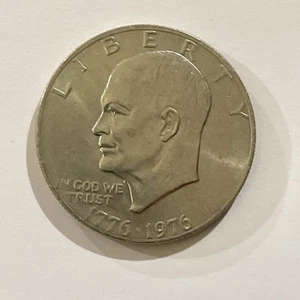 LIBERTY
IN GOD WE
TRUST
1776·1976